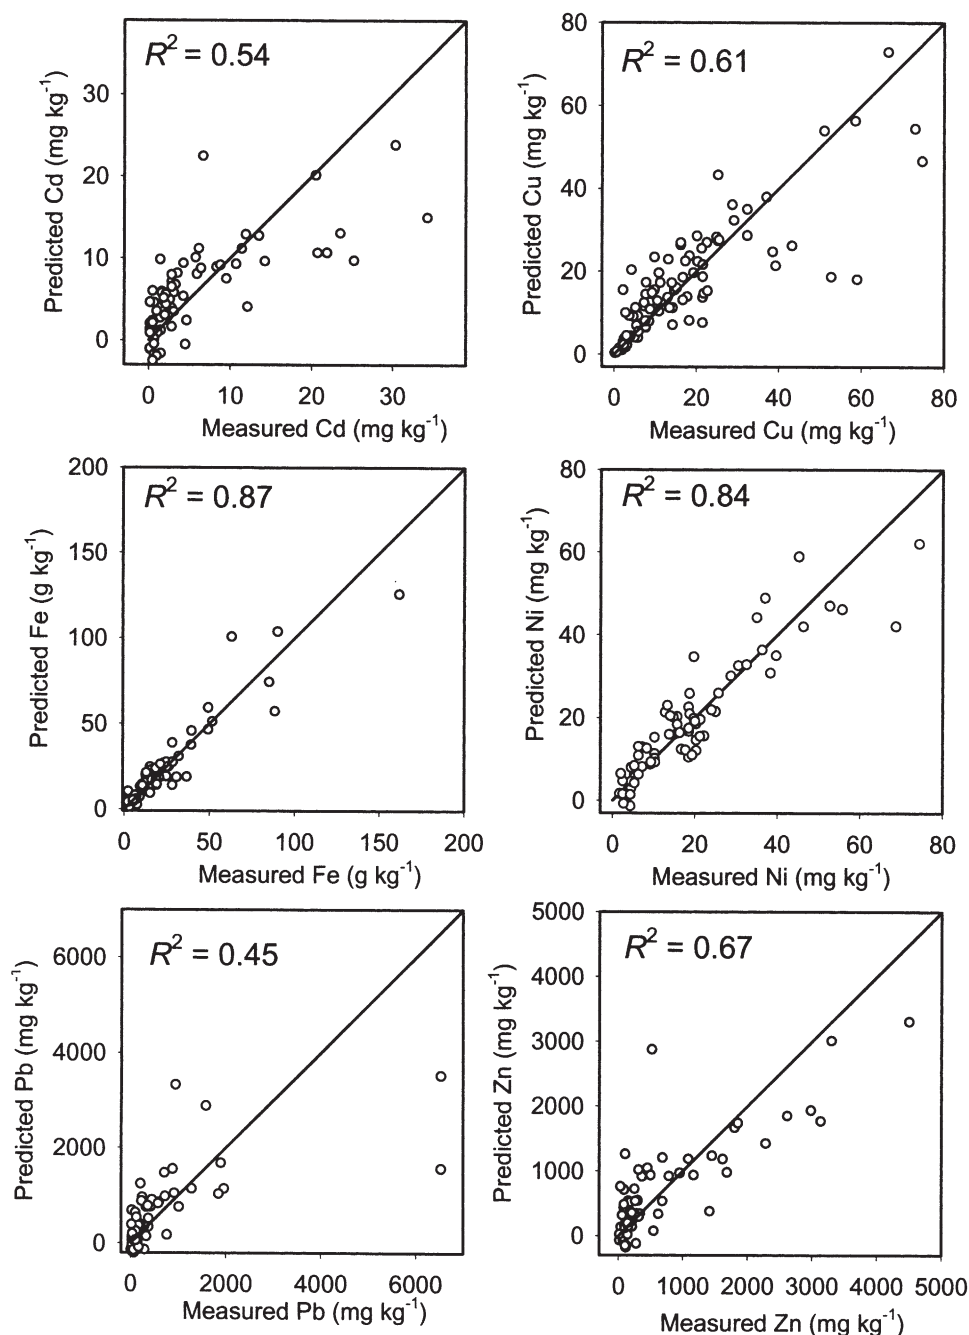 R² = 0.54
Predicted Cd (mg kg⁻¹)
30
20
10
0
0 10 20 30
Measured Cd (mg kg⁻¹)
R² = 0.61
Predicted Cu (mg kg⁻¹)
80
60
40
20
0
0 20 40 60 80
Measured Cu (mg kg⁻¹)
R² = 0.87
Predicted Fe (g kg⁻¹)
200
150
100
50
0
0 50 100 150 200
Measured Fe (g kg⁻¹)
R² = 0.84
Predicted Ni (mg kg⁻¹)
80
60
40
20
0
0 20 40 60 80
Measured Ni (mg kg⁻¹)
R² = 0.45
Predicted Pb (mg kg⁻¹)
6000
4000
2000
0
0 2000 4000 6000
Measured Pb (mg kg⁻¹)
R² = 0.67
Predicted Zn (mg kg⁻¹)
5000
4000
3000
2000
1000
0
0 1000 2000 3000 4000 5000
Measured Zn (mg kg⁻¹)